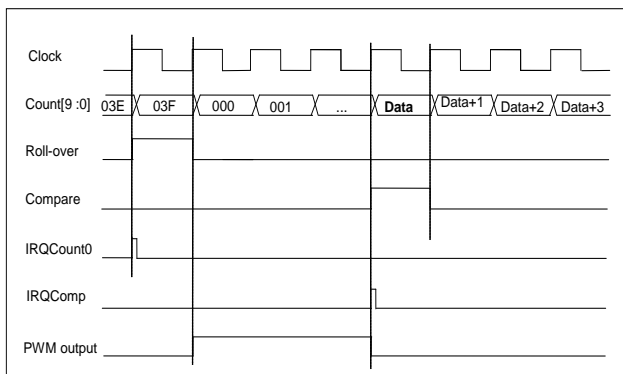 Clock
Count[9 :0] 03E 03F 000 001 ... Data Data+1 Data+2 Data+3
Roll-over
Compare
IRQCount0
IRQComp
PWM output